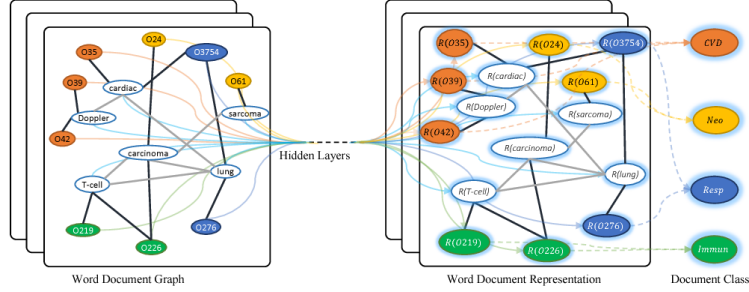 O35
O24
O3754
O39
cardiac
O61
Doppler
sarcoma
O42
carcinoma
T-cell
lung
O219
O226
O276
Word Document Graph
Hidden Layers
R(O35)
R(O24)
R(O3754)
R(O39)
R(cardiac)
R(O61)
R(Doppler)
R(sarcoma)
R(O42)
R(carcinoma)
R(T-cell)
R(lung)
R(O219)
R(O226)
R(O276)
Word Document Representation
CVD
Neo
Resp
Immun
Document Class